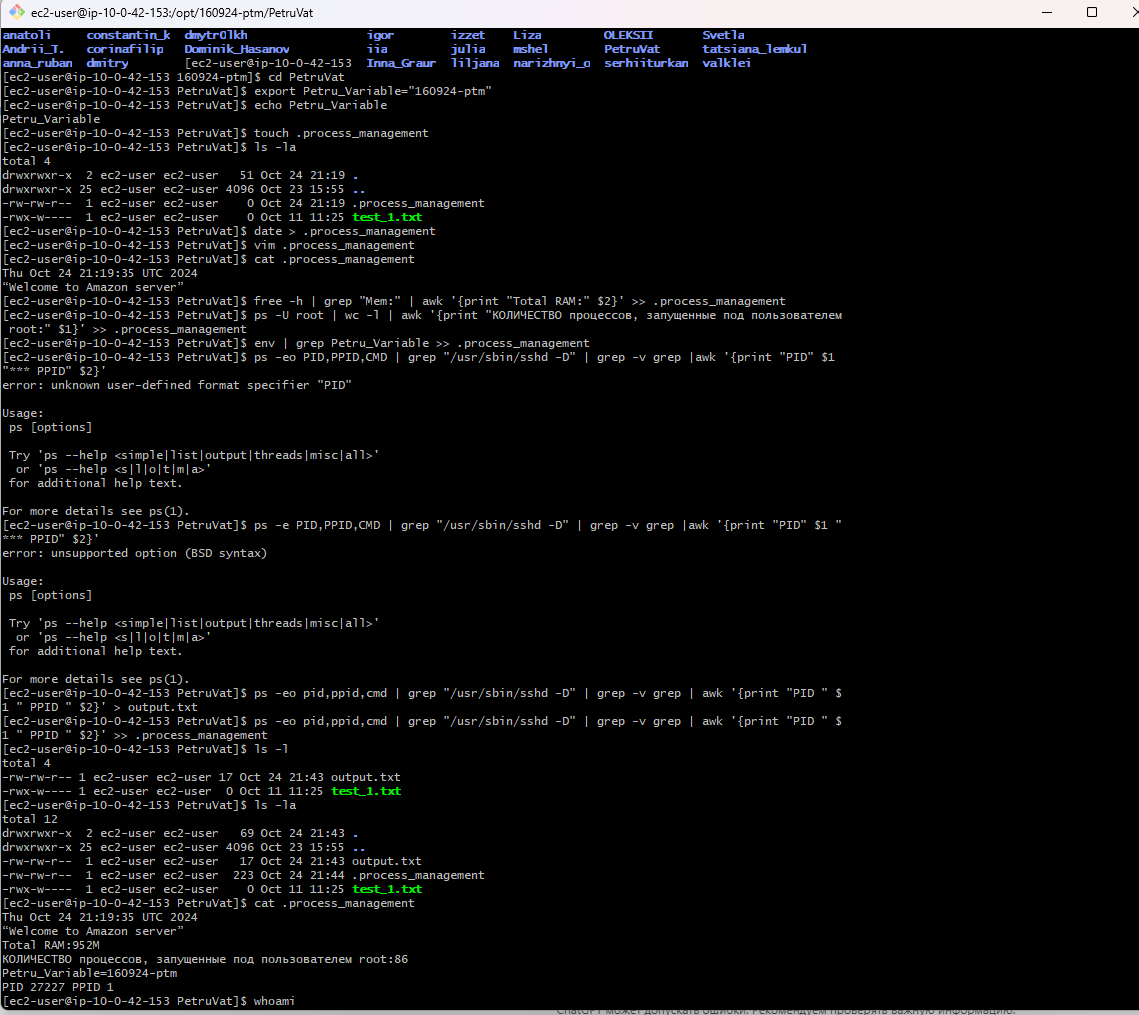 ec2-user@ip-10-0-42-153:/opt/160924-ptm/PetruVat
anatoli constantin_k dmytr0lkh igor izzet Liza OLEKSII Svetla
Andrii_T. corinafilip Dominik_Hasanov iia julia mshel PetruVat tatsiana_lemkul
anna_ruban dmitry [ec2-user@ip-10-0-42-153 Inna_Graur liljana narizhnyi_o serhiiturkan valklei
[ec2-user@ip-10-0-42-153 160924-ptm]$ cd PetruVat
[ec2-user@ip-10-0-42-153 PetruVat]$ export Petru_Variable="160924-ptm"
[ec2-user@ip-10-0-42-153 PetruVat]$ echo Petru_Variable
Petru_Variable
[ec2-user@ip-10-0-42-153 PetruVat]$ touch .process_management
[ec2-user@ip-10-0-42-153 PetruVat]$ ls -la
total 4
drwxrwxr-x 2 ec2-user ec2-user 51 Oct 24 21:19 .
drwxrwxr-x 25 ec2-user ec2-user 4096 Oct 23 15:55 ..
-rw-rw-r-- 1 ec2-user ec2-user 0 Oct 24 21:19 .process_management
-rwx-w---- 1 ec2-user ec2-user 0 Oct 11 11:25 test_1.txt
[ec2-user@ip-10-0-42-153 PetruVat]$ date > .process_management
[ec2-user@ip-10-0-42-153 PetruVat]$ vim .process_management
[ec2-user@ip-10-0-42-153 PetruVat]$ cat .process_management
Thu Oct 24 21:19:35 UTC 2024
“Welcome to Amazon server”
[ec2-user@ip-10-0-42-153 PetruVat]$ free -h | grep "Mem:" | awk '{print "Total RAM:" $2}' >> .process_management
[ec2-user@ip-10-0-42-153 PetruVat]$ ps -U root | wc -l | awk '{print "КОЛИЧЕСТВО процессов, запущенные под пользователем
root:" $1}' >> .process_management
[ec2-user@ip-10-0-42-153 PetruVat]$ env | grep Petru_Variable >> .process_management
[ec2-user@ip-10-0-42-153 PetruVat]$ ps -eo PID,PPID,CMD | grep "/usr/sbin/sshd -D" | grep -v grep |awk '{print "PID" $1
"*** PPID" $2}'
error: unknown user-defined format specifier "PID"
Usage:
ps [options]
Try 'ps --help <simple|list|output|threads|misc|all>'
or 'ps --help <s|l|o|t|m|a>'
for additional help text.
For more details see ps(1).
[ec2-user@ip-10-0-42-153 PetruVat]$ ps -e PID,PPID,CMD | grep "/usr/sbin/sshd -D" | grep -v grep |awk '{print "PID" $1 "
*** PPID" $2}'
error: unsupported option (BSD syntax)
Usage:
ps [options]
Try 'ps --help <simple|list|output|threads|misc|all>'
or 'ps --help <s|l|o|t|m|a>'
for additional help text.
For more details see ps(1).
[ec2-user@ip-10-0-42-153 PetruVat]$ ps -eo pid,ppid,cmd | grep "/usr/sbin/sshd -D" | grep -v grep | awk '{print "PID " $
1 " PPID " $2}' > output.txt
[ec2-user@ip-10-0-42-153 PetruVat]$ ps -eo pid,ppid,cmd | grep "/usr/sbin/sshd -D" | grep -v grep | awk '{print "PID " $
1 " PPID " $2}' >> .process_management
[ec2-user@ip-10-0-42-153 PetruVat]$ ls -l
total 4
-rw-rw-r-- 1 ec2-user ec2-user 17 Oct 24 21:43 output.txt
-rwx-w---- 1 ec2-user ec2-user 0 Oct 11 11:25 test_1.txt
[ec2-user@ip-10-0-42-153 PetruVat]$ ls -la
total 12
drwxrwxr-x 2 ec2-user ec2-user 69 Oct 24 21:43 .
drwxrwxr-x 25 ec2-user ec2-user 4096 Oct 23 15:55 ..
-rw-rw-r-- 1 ec2-user ec2-user 17 Oct 24 21:43 output.txt
-rw-rw-r-- 1 ec2-user ec2-user 223 Oct 24 21:44 .process_management
-rwx-w---- 1 ec2-user ec2-user 0 Oct 11 11:25 test_1.txt
[ec2-user@ip-10-0-42-153 PetruVat]$ cat .process_management
Thu Oct 24 21:19:35 UTC 2024
“Welcome to Amazon server”
Total RAM:952M
КОЛИЧЕСТВО процессов, запущенные под пользователем root:86
Petru_Variable=160924-ptm
PID 27227 PPID 1
[ec2-user@ip-10-0-42-153 PetruVat]$ whoami
ChatGPT может допускать ошибки. Рекомендуем проверять важную информацию.